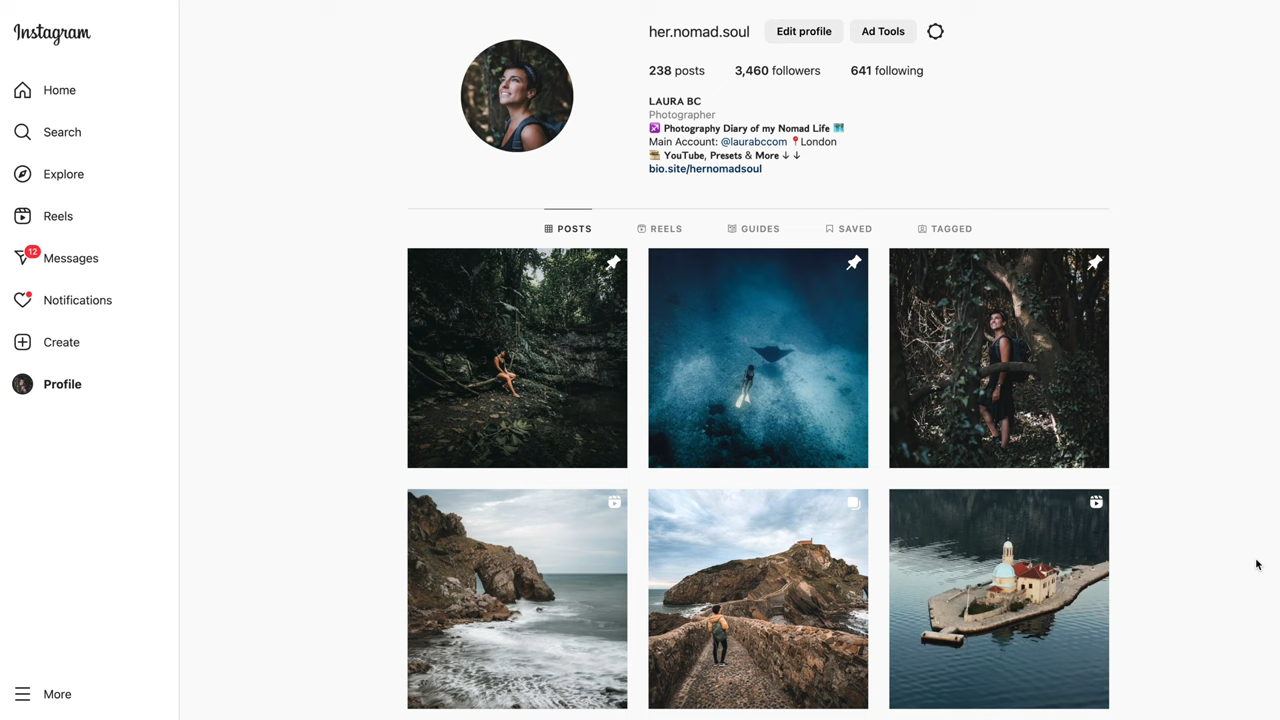 Instagram
Home
Search
Explore
Reels
12
Messages
Notifications
Create
Profile
More
her.nomad.soul Edit profile Ad Tools
238 posts 3,460 followers 641 following
LAURA BC
Photographer
♐ Photography Diary of my Nomad Life 🗺️
Main Account: @laurabccom 📍London
YouTube, Presets & More ↓ ↓
bio.site/hernomadsoul
POSTS REELS GUIDES SAVED TAGGED